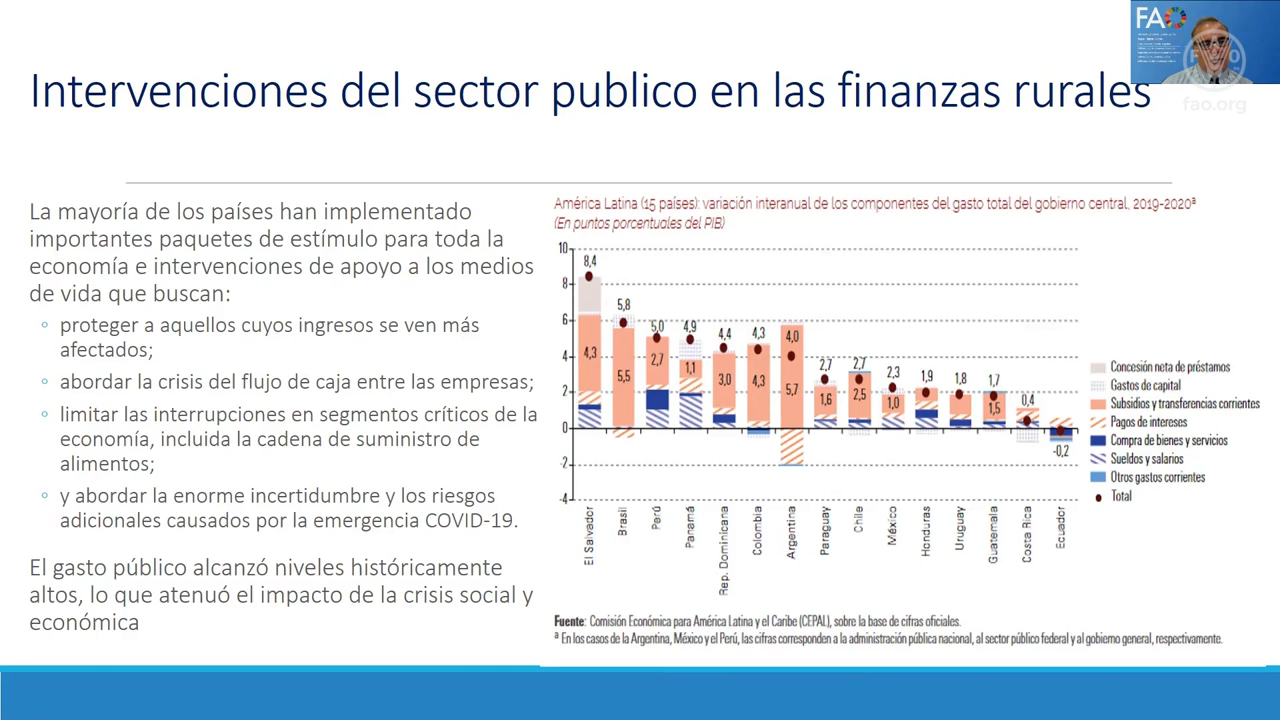 FAO
fao.org
Intervenciones del sector publico en las finanzas rurales
La mayoría de los países han implementado
importantes paquetes de estímulo para toda la
economía e intervenciones de apoyo a los medios
de vida que buscan:
◦ proteger a aquellos cuyos ingresos se ven más
afectados;
◦ abordar la crisis del flujo de caja entre las empresas;
◦ limitar las interrupciones en segmentos críticos de la
economía, incluida la cadena de suministro de
alimentos;
◦ y abordar la enorme incertidumbre y los riesgos
adicionales causados por la emergencia COVID-19.
El gasto público alcanzó niveles históricamente
altos, lo que atenuó el impacto de la crisis social y
económica
América Latina (15 países): variación interanual de los componentes del gasto total del gobierno central, 2019-2020ª
(En puntos porcentuales del PIB)
10
8
6
4
2
0
-2
-4
8,4
4,3
5,8
5,5
5,0
2,7
4,9
1,1
4,4
3,0
4,3
4,3
4,0
5,7
2,7
1,6
2,7
2,5
2,3
1,0
1,9
1,8
1,7
1,5
0,4
-0,2
El Salvador
Brasil
Perú
Panamá
Rep. Dominicana
Colombia
Argentina
Paraguay
Chile
México
Honduras
Uruguay
Guatemala
Costa Rica
Ecuador
Concesión neta de préstamos
Gastos de capital
Subsidios y transferencias corrientes
Pagos de intereses
Compra de bienes y servicios
Sueldos y salarios
Otros gastos corrientes
Total
Fuente: Comisión Económica para América Latina y el Caribe (CEPAL), sobre la base de cifras oficiales.
ª En los casos de la Argentina, México y el Perú, las cifras corresponden a la administración pública nacional, al sector público federal y al gobierno general, respectivamente.